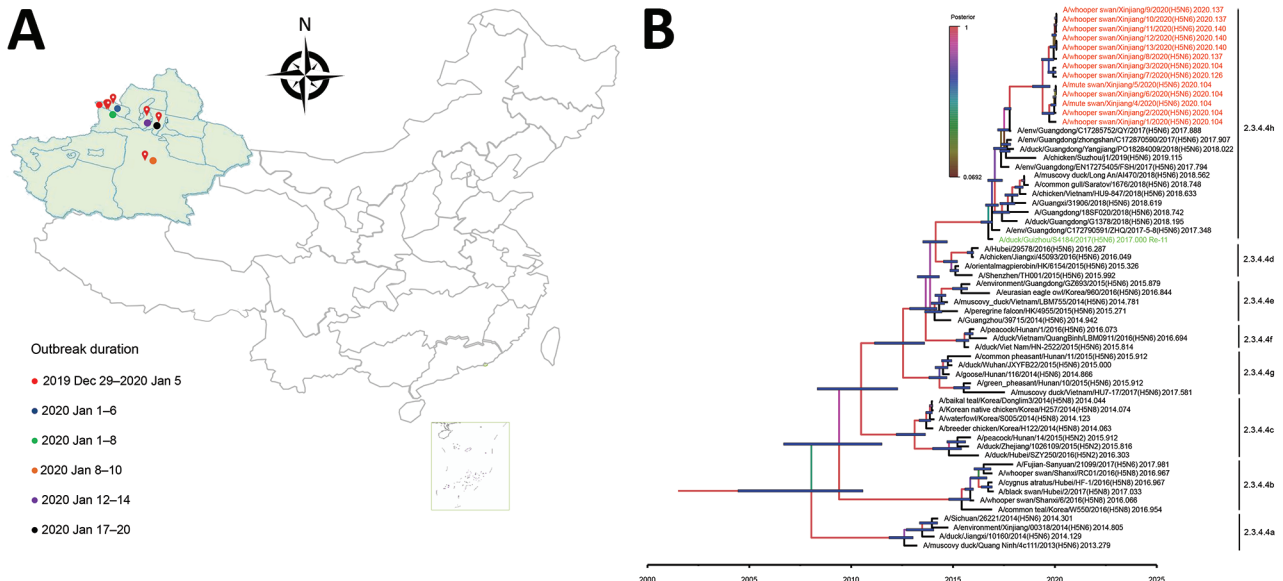 A
N
Outbreak duration
2019 Dec 29–2020 Jan 5
2020 Jan 1–6
2020 Jan 1–8
2020 Jan 8–10
2020 Jan 12–14
2020 Jan 17–20
B
Posterior
1
0.0692
A/whooper swan/Xinjiang/9/2020(H5N6) 2020.137
A/whooper swan/Xinjiang/10/2020(H5N6) 2020.137
A/whooper swan/Xinjiang/11/2020(H5N6) 2020.140
A/whooper swan/Xinjiang/12/2020(H5N6) 2020.140
A/whooper swan/Xinjiang/13/2020(H5N6) 2020.140
A/whooper swan/Xinjiang/8/2020(H5N6) 2020.137
A/whooper swan/Xinjiang/3/2020(H5N6) 2020.104
A/whooper swan/Xinjiang/7/2020(H5N6) 2020.126
A/mute swan/Xinjiang/5/2020(H5N6) 2020.104
A/whooper swan/Xinjiang/6/2020(H5N6) 2020.104
A/mute swan/Xinjiang/4/2020(H5N6) 2020.104
A/whooper swan/Xinjiang/2/2020(H5N6) 2020.104
A/whooper swan/Xinjiang/1/2020(H5N6) 2020.104
A/env/Guangdong/C17285752/QY/2017(H5N6) 2017.888
A/env/Guangdong/zhongshan/C172870590/2017(H5N6) 2017.907
A/duck/Guangdong/Yangjiang/PO18284009/2018(H5N6) 2018.022
A/chicken/Suzhou/j1/2019(H5N6) 2019.115
A/env/Guangdong/EN17275405/FSH/2017(H5N6) 2017.794
A/muscovy duck/Long An/AI470/2018(H5N6) 2018.562
A/common gull/Saratov/1676/2018(H5N6) 2018.748
A/chicken/Vietnam/HU9-847/2018(H5N6) 2018.633
A/Guangxi/31906/2018(H5N6) 2018.619
A/Guangdong/18SF020/2018(H5N6) 2018.742
A/duck/Guangdong/G1378/2018(H5N6) 2018.195
A/env/Guangdong/C172790591/ZHQ/2017-5-8(H5N6) 2017.348
A/duck/Guizhou/S4184/2017(H5N6) 2017.000 Re-11
A/Hubei/29578/2016(H5N6) 2016.287
A/chicken/Jiangxi/45093/2016(H5N6) 2016.049
A/orientalmagpierobin/HK/6154/2015(H5N6) 2015.326
A/Shenzhen/TH001/2015(H5N6) 2015.992
A/environment/Guangdong/GZ693/2015(H5N6) 2015.879
A/eurasian eagle owl/Korea/960/2016(H5N6) 2016.844
A/muscovy_duck/Vietnam/LBM755/2014(H5N6) 2014.781
A/peregrine falcon/HK/4955/2015(H5N6) 2015.271
A/Guangzhou/39715/2014(H5N6) 2014.942
A/peacock/Hunan/1/2016(H5N6) 2016.073
A/duck/Vietnam/QuangBinh/LBM0911/2016(H5N6) 2016.694
A/duck/Viet Nam/HN-2522/2015(H5N6) 2015.814
A/common pheasant/Hunan/11/2015(H5N6) 2015.912
A/duck/Wuhan/JXYFB22/2015(H5N6) 2015.000
A/goose/Hunan/116/2014(H5N6) 2014.866
A/green_pheasant/Hunan/10/2015(H5N6) 2015.912
A/muscovy duck/Vietnam/HU7-17/2017(H5N6) 2017.581
A/baikal teal/Korea/Donglim3/2014(H5N8) 2014.044
A/Korean native chicken/Korea/H257/2014(H5N8) 2014.074
A/waterfowl/Korea/S005/2014(H5N8) 2014.123
A/breeder chicken/Korea/H122/2014(H5N8) 2014.063
A/peacock/Hunan/14/2015(H5N2) 2015.912
A/duck/Zhejiang/1026109/2015(H5N2) 2015.816
A/duck/Hubei/SZY250/2016(H5N2) 2016.303
A/Fujian-Sanyuan/21099/2017(H5N6) 2017.981
A/whooper swan/Shanxi/RC01/2016(H5N8) 2016.967
A/cygnus atratus/Hubei/HF-1/2016(H5N8) 2016.967
A/black swan/Hubei/2/2017(H5N8) 2017.033
A/whooper swan/Shanxi/6/2016(H5N8) 2016.066
A/common teal/Korea/W550/2016(H5N8) 2016.954
A/Sichuan/26221/2014(H5N6) 2014.301
A/environment/Xinjiang/00318/2014(H5N6) 2014.805
A/duck/Jiangxi/10160/2014(H5N6) 2014.129
A/muscovy duck/Quang Ninh/4c111/2013(H5N6) 2013.279
2.3.4.4h
2.3.4.4d
2.3.4.4e
2.3.4.4f
2.3.4.4g
2.3.4.4c
2.3.4.4b
2.3.4.4a
2000
2005
2010
2015
2020
2025